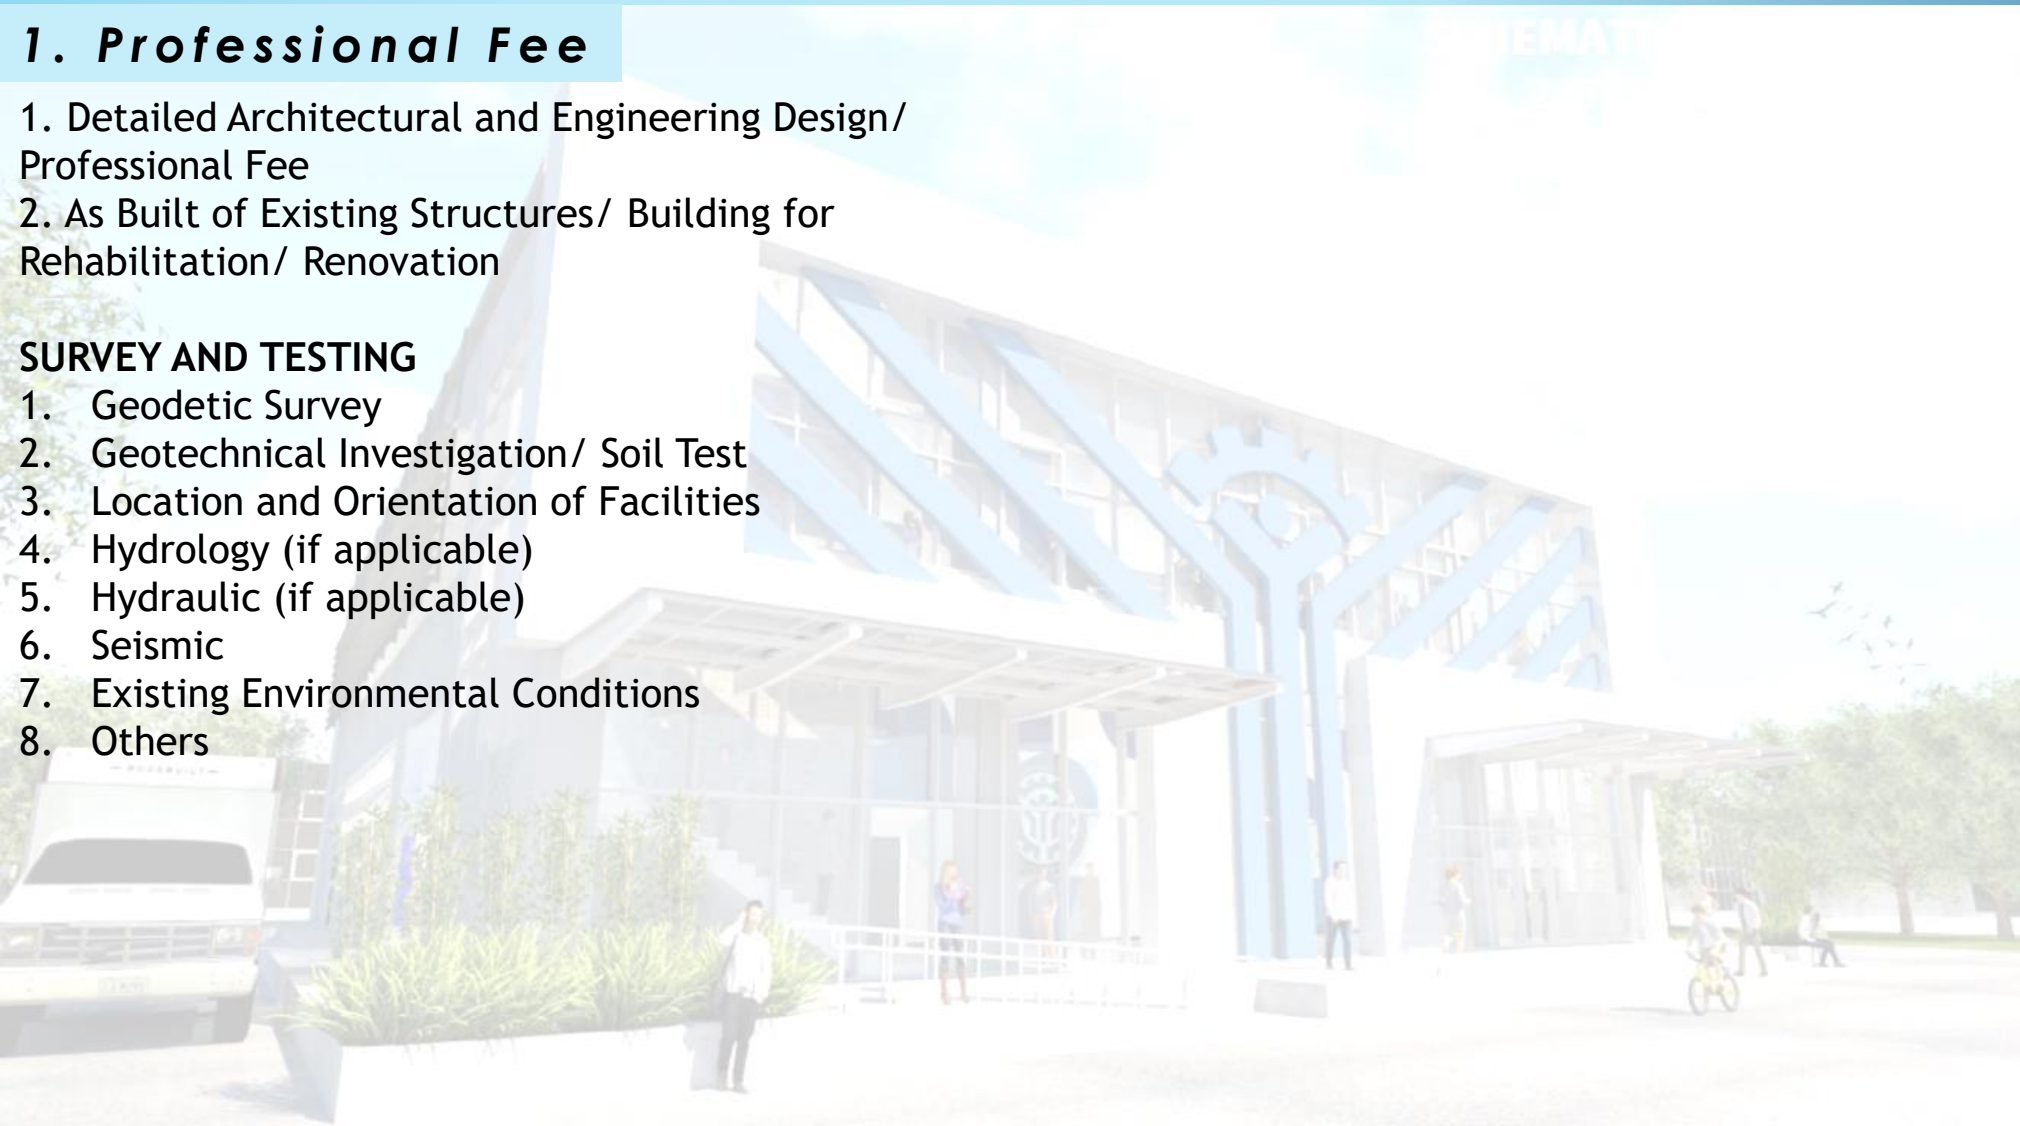 1. Professional Fee
1. Detailed Architectural and Engineering Design/
Professional Fee
2. As Built of Existing Structures/ Building for
Rehabilitation/ Renovation
SURVEY AND TESTING
1. Geodetic Survey
2. Geotechnical Investigation/ Soil Test
3. Location and Orientation of Facilities
4. Hydrology (if applicable)
5. Hydraulic (if applicable)
6. Seismic
7. Existing Environmental Conditions
8. Others